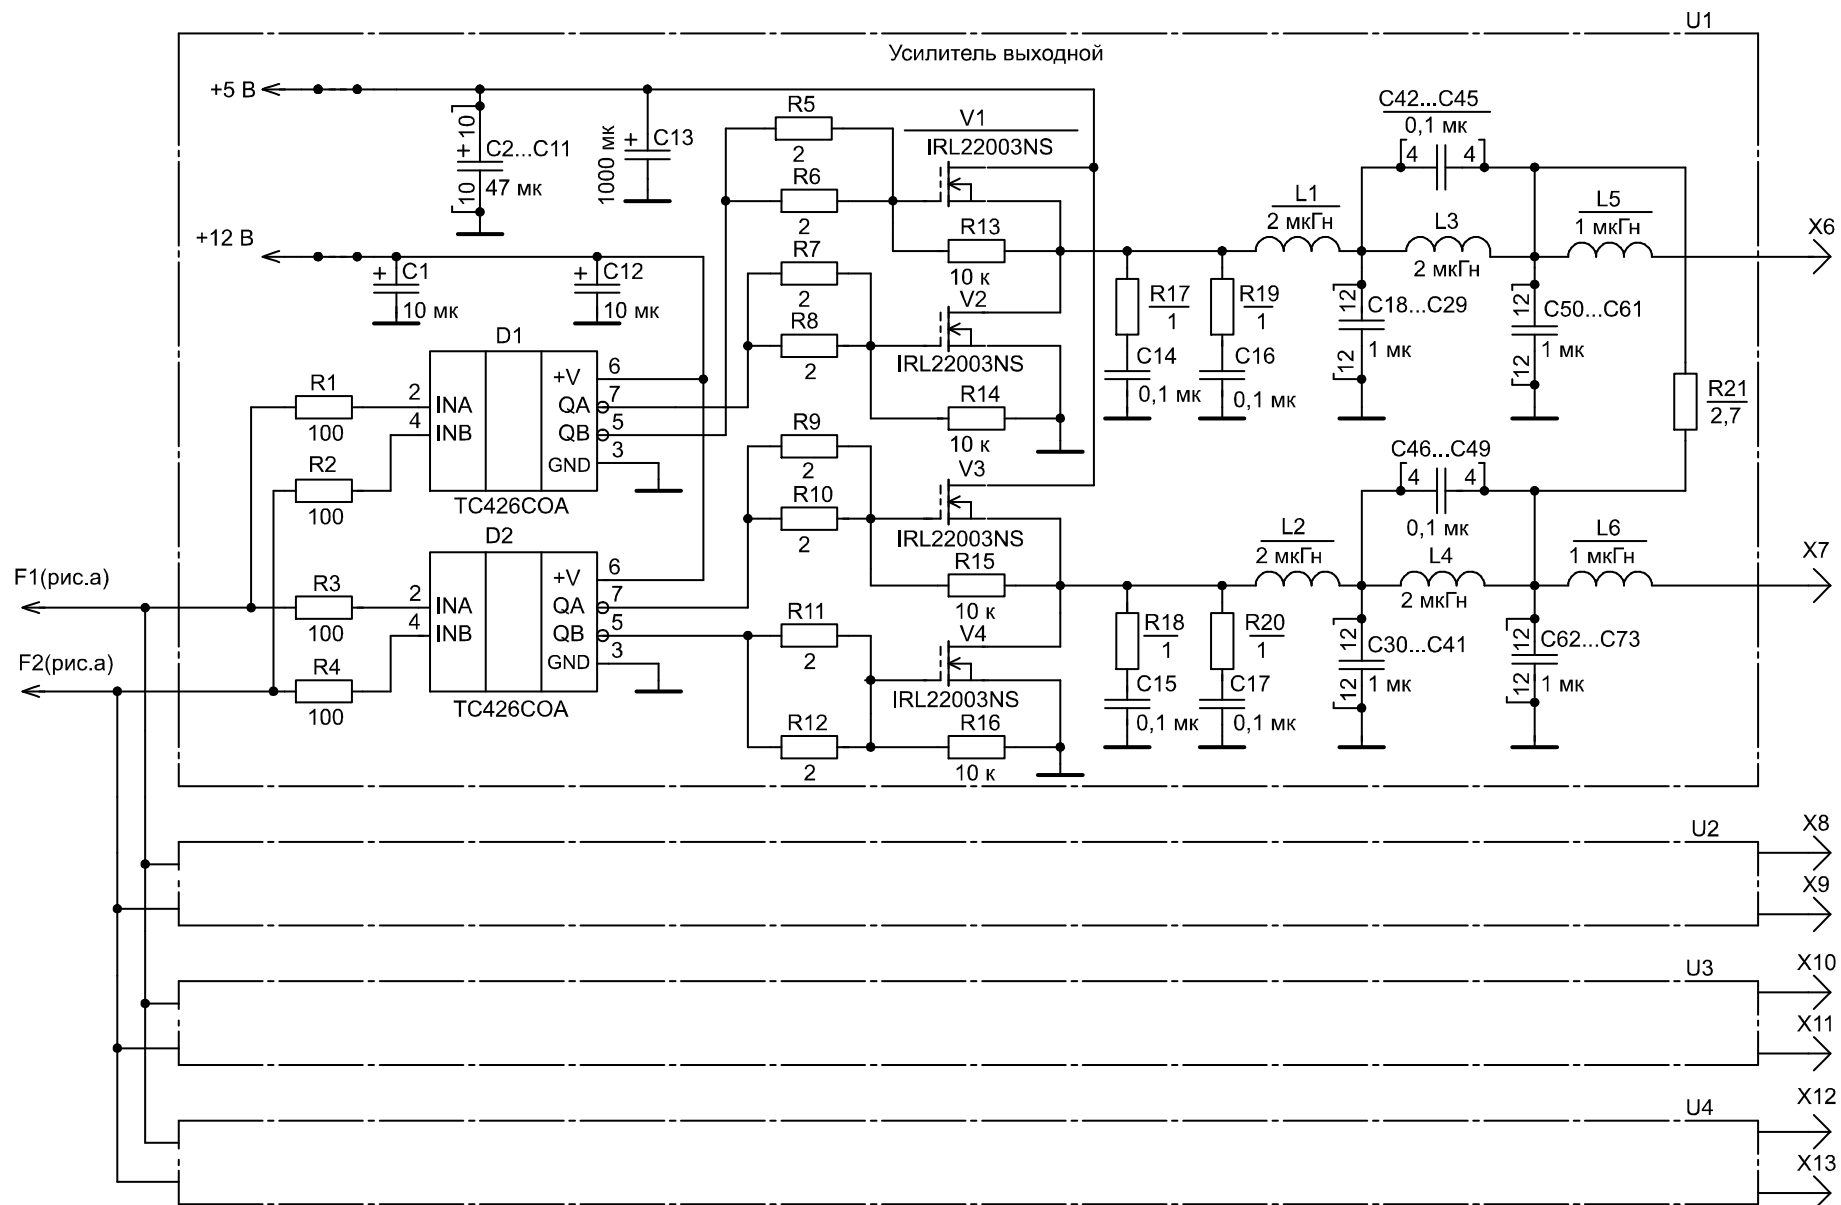 U1
Усилитель выходной
+5 В
10
+
10
C2...C11
47 мк
1000 мк
+
C13
R5
2
R6
2
V1
IRL22003NS
R13
10 к
C42...C45
0,1 мк
4
4
L1
2 мкГн
L3
2 мкГн
L5
1 мкГн
X6
+12 В
+
C1
10 мк
+
C12
10 мк
R7
2
R8
2
V2
IRL22003NS
R14
10 к
R17
1
R19
1
C14
0,1 мк
C16
0,1 мк
12
C18...C29
12
1 мк
12
C50...C61
12
1 мк
R21
2,7
D1
R1
100
2
INA
4
INB
+V
6
QA
7
QB
5
GND
3
R2
100
TC426COA
R9
2
R10
2
V3
IRL22003NS
R15
10 к
C46...C49
4
4
0,1 мк
L2
2 мкГн
L4
2 мкГн
L6
1 мкГн
X7
D2
F1(рис.а)
R3
100
2
INA
4
INB
+V
6
QA
7
QB
5
GND
3
F2(рис.а)
R4
100
TC426COA
R11
2
R12
2
V4
IRL22003NS
R16
10 к
R18
1
R20
1
C15
0,1 мк
C17
0,1 мк
12
C30...C41
12
1 мк
12
C62...C73
12
1 мк
U2
X8
X9
U3
X10
X11
U4
X12
X13